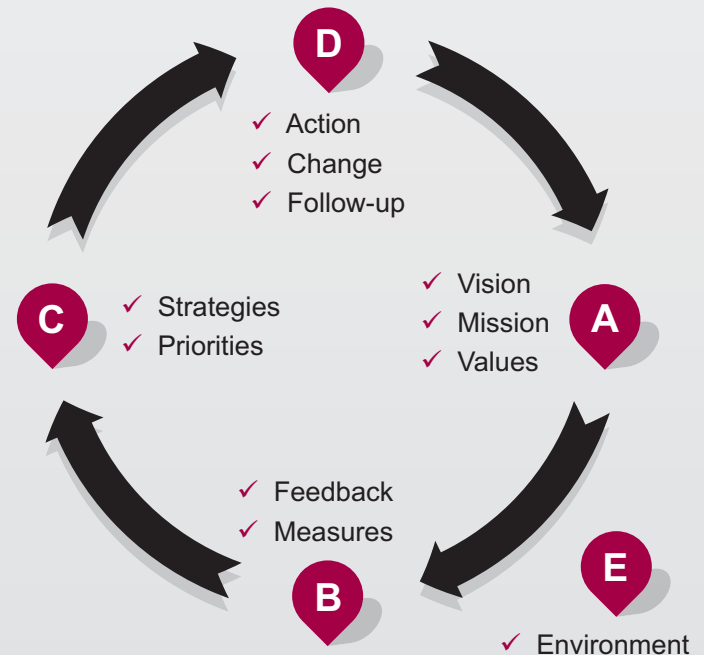 D
✓ Action
✓ Change
✓ Follow-up
✓ Vision
✓ Mission
✓ Values
A
C
✓ Strategies
✓ Priorities
✓ Feedback
✓ Measures
B
E
✓ Environment